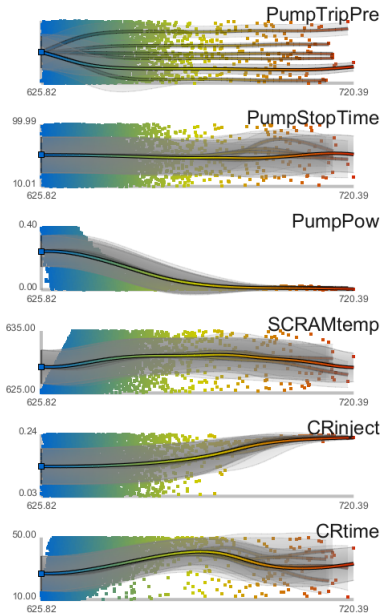 PumpTripPre
625.82 720.39
PumpStopTime
99.99
10.01
625.82 720.39
PumpPow
0.40
0.00
625.82 720.39
SCRAMtemp
635.00
625.00
625.82 720.39
CRinject
0.24
0.03
625.82 720.39
CRtime
50.00
10.00
625.82 720.39